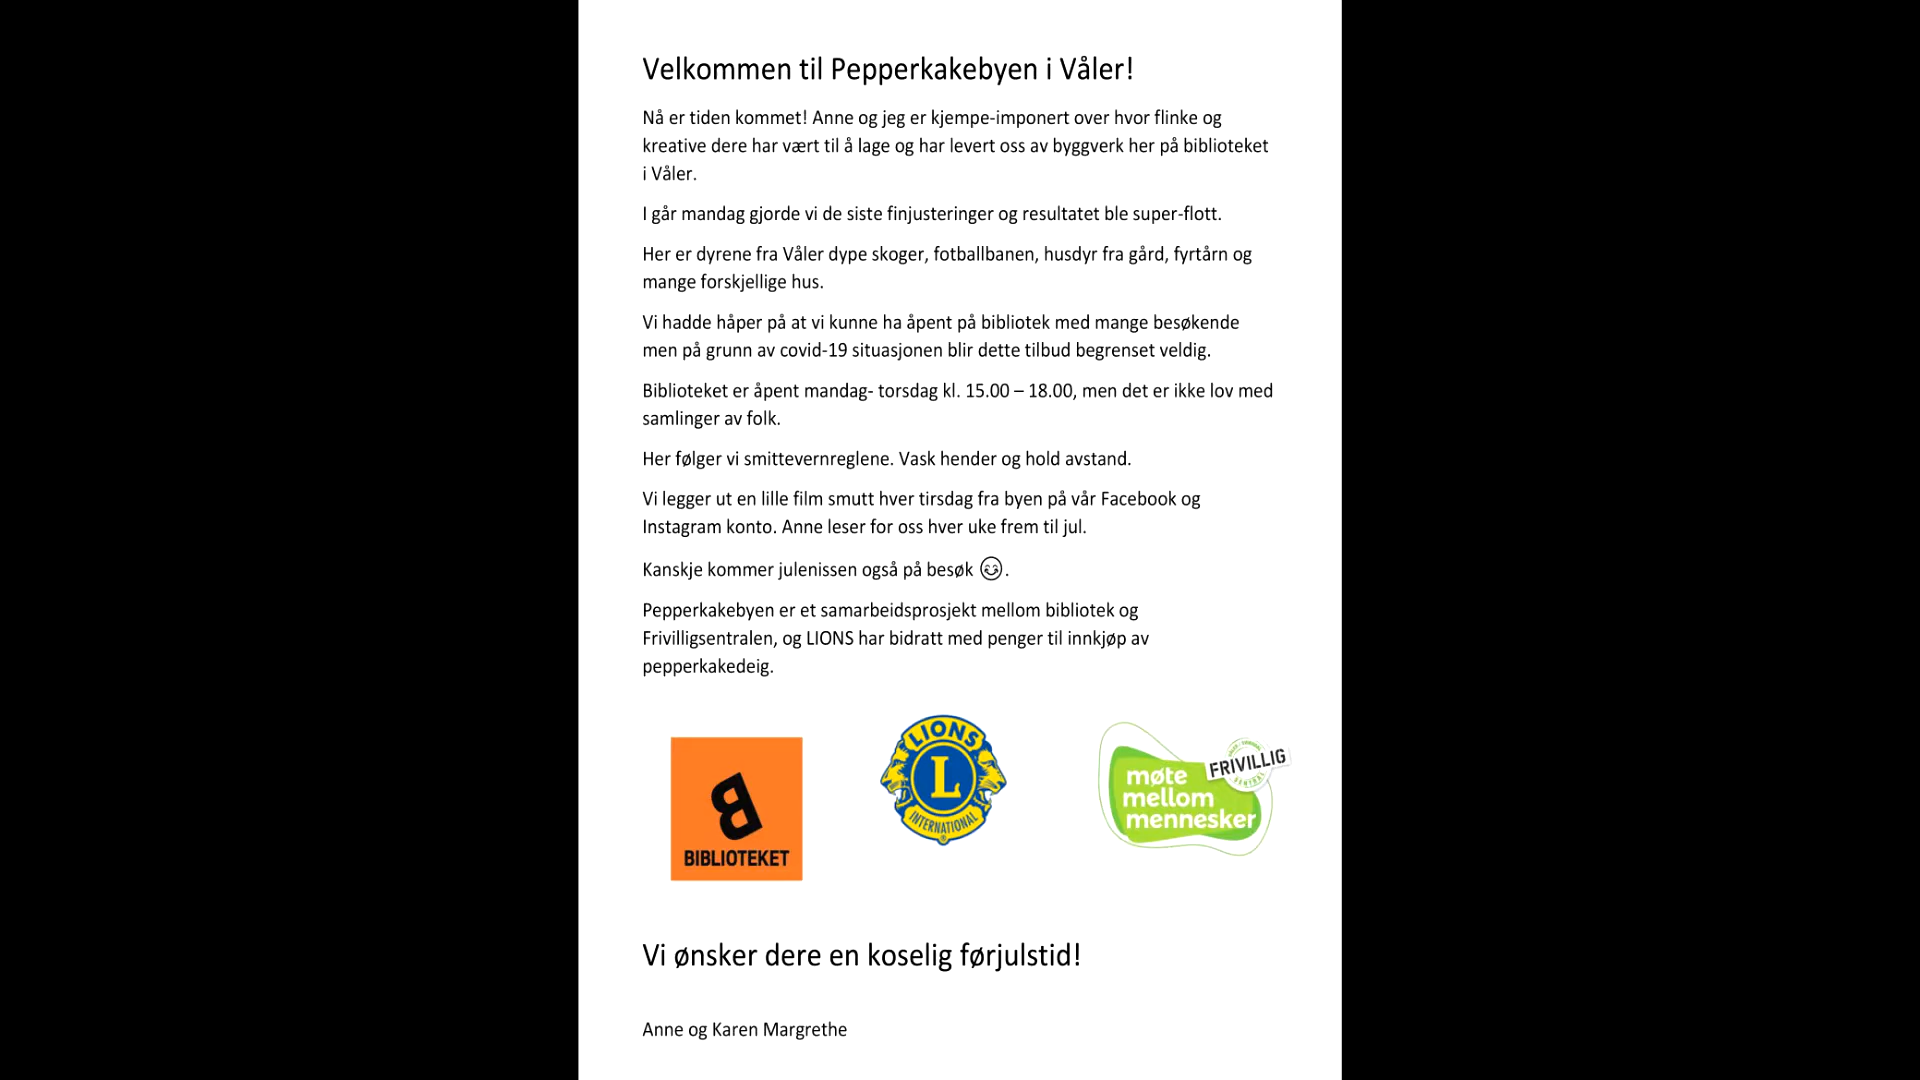 Velkommen til Pepperkakebyen i Våler!
Nå er tiden kommet! Anne og jeg er kjempe-imponert over hvor flinke og
kreative dere har vært til å lage og har levert oss av byggverk her på biblioteket
i Våler.
I går mandag gjorde vi de siste finjusteringer og resultatet ble super-flott.
Her er dyrene fra Våler dype skoger, fotballbanen, husdyr fra gård, fyrtårn og
mange forskjellige hus.
Vi hadde håper på at vi kunne ha åpent på bibliotek med mange besøkende
men på grunn av covid-19 situasjonen blir dette tilbud begrenset veldig.
Biblioteket er åpent mandag- torsdag kl. 15.00 – 18.00, men det er ikke lov med
samlinger av folk.
Her følger vi smittevernreglene. Vask hender og hold avstand.
Vi legger ut en lille film smutt hver tirsdag fra byen på vår Facebook og
Instagram konto. Anne leser for oss hver uke frem til jul.
Kanskje kommer julenissen også på besøk 😊.
Pepperkakebyen er et samarbeidsprosjekt mellom bibliotek og
Frivilligsentralen, og LIONS har bidratt med penger til innkjøp av
pepperkakedeig.
B
BIBLIOTEKET
LIONS
L
INTERNATIONAL
®
FRIVILLIG
SENTRAL
møte
mellom
mennesker
Vi ønsker dere en koselig førjulstid!
Anne og Karen Margrethe